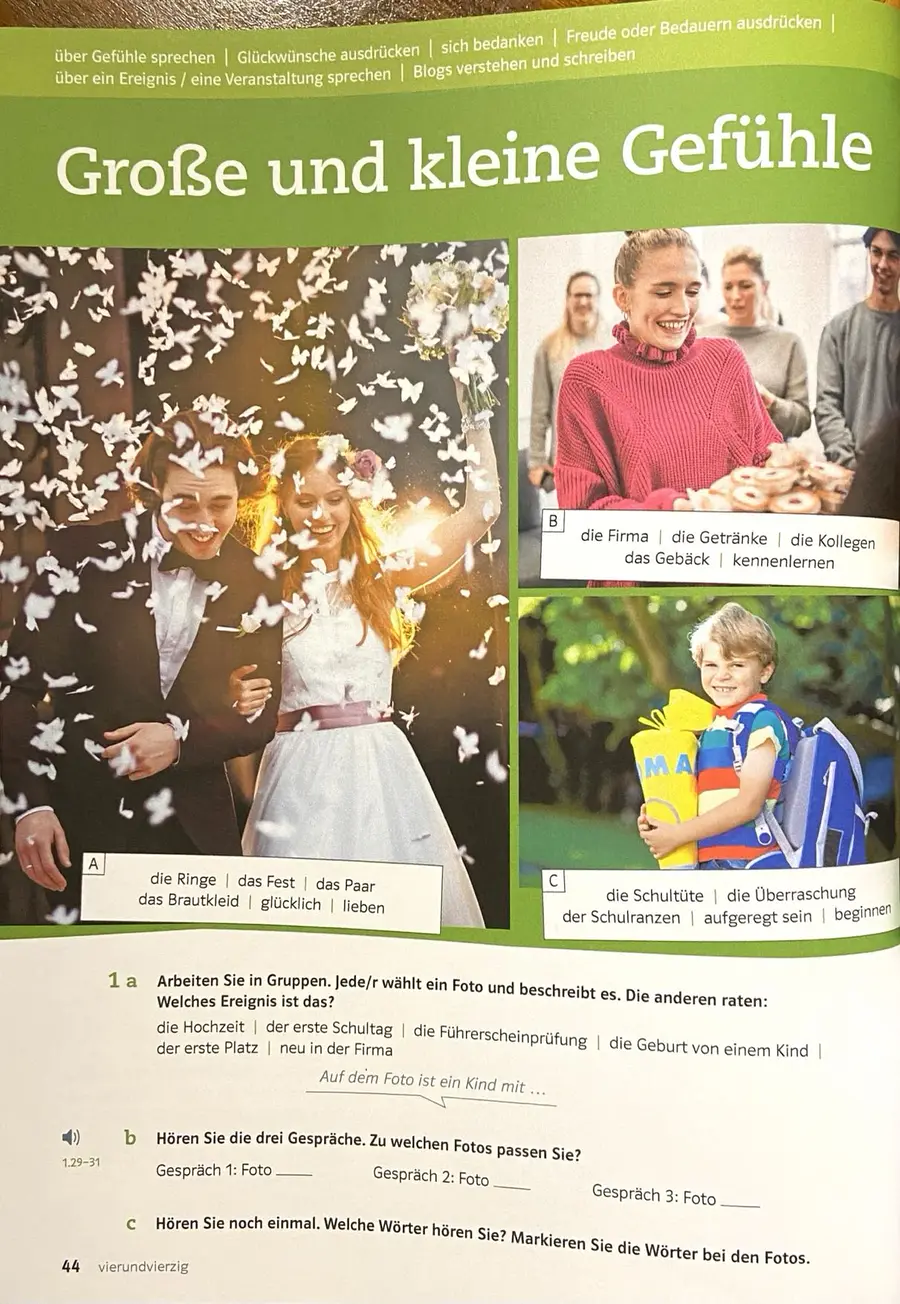 über Gefühle sprechen | Glückwünsche ausdrücken | sich bedanken | Freude oder Bedauern ausdrücken |
über ein Ereignis / eine Veranstaltung sprechen | Blogs verstehen und schreiben
Große und kleine Gefühle
B
die Firma | die Getränke | die Kollegen
das Gebäck | kennenlernen
MA
A
die Ringe | das Fest | das Paar
das Brautkleid | glücklich | lieben
C
die Schultüte | die Überraschung
der Schulranzen | aufgeregt sein | beginnen
1 a Arbeiten Sie in Gruppen. Jede/r wählt ein Foto und beschreibt es. Die anderen raten:
Welches Ereignis ist das?
die Hochzeit | der erste Schultag | die Führerscheinprüfung | die Geburt von einem Kind |
der erste Platz | neu in der Firma
Auf dem Foto ist ein Kind mit ...
b Hören Sie die drei Gespräche. Zu welchen Fotos passen Sie?
1.29–31
Gespräch 1: Foto ____ Gespräch 2: Foto ____ Gespräch 3: Foto ____
c Hören Sie noch einmal. Welche Wörter hören Sie? Markieren Sie die Wörter bei den Fotos.
44 vierundvierzig